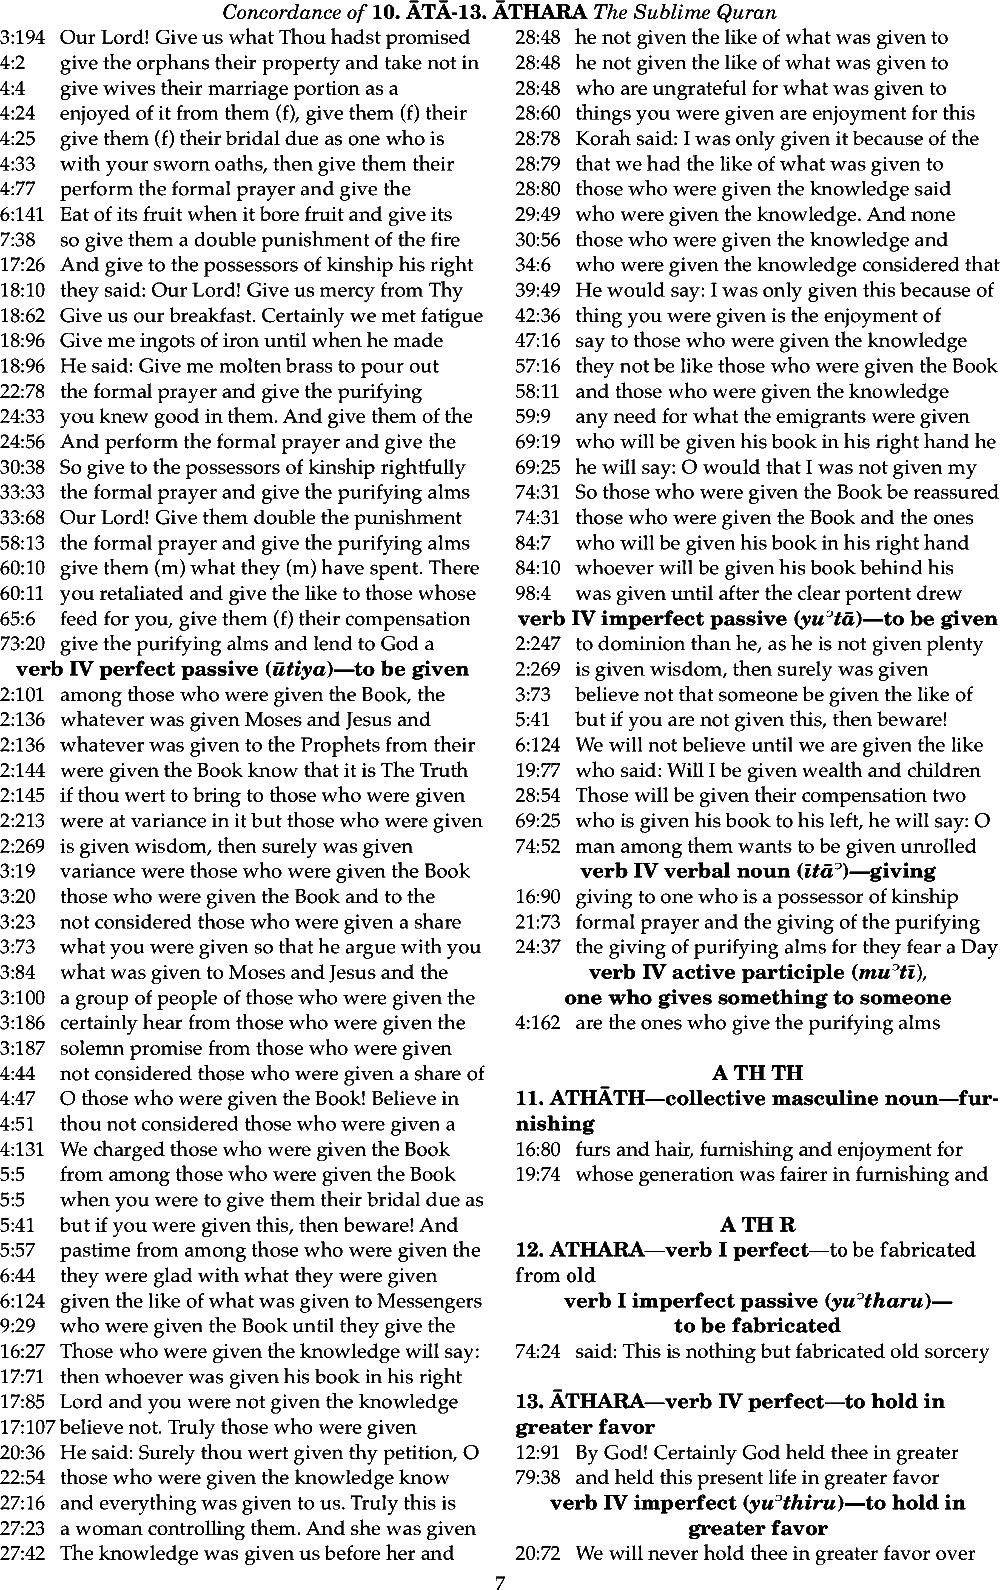 Concordance of 10. ĀTĀ-13. ĀTHARA The Sublime Quran
3:194 Our Lord! Give us what Thou hadst promised
4:2 give the orphans their property and take not in
4:4 give wives their marriage portion as a
4:24 enjoyed of it from them (f), give them (f) their
4:25 give them (f) their bridal due as one who is
4:33 with your sworn oaths, then give them their
4:77 perform the formal prayer and give the
6:141 Eat of its fruit when it bore fruit and give its
7:38 so give them a double punishment of the fire
17:26 And give to the possessors of kinship his right
18:10 they said: Our Lord! Give us mercy from Thy
18:62 Give us our breakfast. Certainly we met fatigue
18:96 Give me ingots of iron until when he made
18:96 He said: Give me molten brass to pour out
22:78 the formal prayer and give the purifying
24:33 you knew good in them. And give them of the
24:56 And perform the formal prayer and give the
30:38 So give to the possessors of kinship rightfully
33:33 the formal prayer and give the purifying alms
33:68 Our Lord! Give them double the punishment
58:13 the formal prayer and give the purifying alms
60:10 give them (m) what they (m) have spent. There
60:11 you retaliated and give the like to those whose
65:6 feed for you, give them (f) their compensation
73:20 give the purifying alms and lend to God a
verb IV perfect passive (ūtiya)—to be given
2:101 among those who were given the Book, the
2:136 whatever was given Moses and Jesus and
2:136 whatever was given to the Prophets from their
2:144 were given the Book know that it is The Truth
2:145 if thou wert to bring to those who were given
2:213 were at variance in it but those who were given
2:269 is given wisdom, then surely was given
3:19 variance were those who were given the Book
3:20 those who were given the Book and to the
3:23 not considered those who were given a share
3:73 what you were given so that he argue with you
3:84 what was given to Moses and Jesus and the
3:100 a group of people of those who were given the
3:186 certainly hear from those who were given the
3:187 solemn promise from those who were given
4:44 not considered those who were given a share of
4:47 O those who were given the Book! Believe in
4:51 thou not considered those who were given a
4:131 We charged those who were given the Book
5:5 from among those who were given the Book
5:5 when you were to give them their bridal due as
5:41 but if you were given this, then beware! And
5:57 pastime from among those who were given the
6:44 they were glad with what they were given
6:124 given the like of what was given to Messengers
9:29 who were given the Book until they give the
16:27 Those who were given the knowledge will say:
17:71 then whoever was given his book in his right
17:85 Lord and you were not given the knowledge
17:107 believe not. Truly those who were given
20:36 He said: Surely thou wert given thy petition, O
22:54 those who were given the knowledge know
27:16 and everything was given to us. Truly this is
27:23 a woman controlling them. And she was given
27:42 The knowledge was given us before her and
28:48 he not given the like of what was given to
28:48 he not given the like of what was given to
28:48 who are ungrateful for what was given to
28:60 things you were given are enjoyment for this
28:78 Korah said: I was only given it because of the
28:79 that we had the like of what was given to
28:80 those who were given the knowledge said
29:49 who were given the knowledge. And none
30:56 those who were given the knowledge and
34:6 who were given the knowledge considered that
39:49 He would say: I was only given this because of
42:36 thing you were given is the enjoyment of
47:16 say to those who were given the knowledge
57:16 they not be like those who were given the Book
58:11 and those who were given the knowledge
59:9 any need for what the emigrants were given
69:19 who will be given his book in his right hand he
69:25 he will say: O would that I was not given my
74:31 So those who were given the Book be reassured
74:31 those who were given the Book and the ones
84:7 who will be given his book in his right hand
84:10 whoever will be given his book behind his
98:4 was given until after the clear portent drew
verb IV imperfect passive (yuᵓtā)—to be given
2:247 to dominion than he, as he is not given plenty
2:269 is given wisdom, then surely was given
3:73 believe not that someone be given the like of
5:41 but if you are not given this, then beware!
6:124 We will not believe until we are given the like
19:77 who said: Will I be given wealth and children
28:54 Those will be given their compensation two
69:25 who is given his book to his left, he will say: O
74:52 man among them wants to be given unrolled
verb IV verbal noun (ītāᵓ)—giving
16:90 giving to one who is a possessor of kinship
21:73 formal prayer and the giving of the purifying
24:37 the giving of purifying alms for they fear a Day
verb IV active participle (muᵓtī),
one who gives something to someone
4:162 are the ones who give the purifying alms
A TH TH
11. ATHĀTH—collective masculine noun—fur-
nishing
16:80 furs and hair, furnishing and enjoyment for
19:74 whose generation was fairer in furnishing and
A TH R
12. ATHARA—verb I perfect—to be fabricated
from old
verb I imperfect passive (yuᵓtharu)—
to be fabricated
74:24 said: This is nothing but fabricated old sorcery
13. ĀTHARA—verb IV perfect—to hold in
greater favor
12:91 By God! Certainly God held thee in greater
79:38 and held this present life in greater favor
verb IV imperfect (yuᵓthiru)—to hold in
greater favor
20:72 We will never hold thee in greater favor over
7